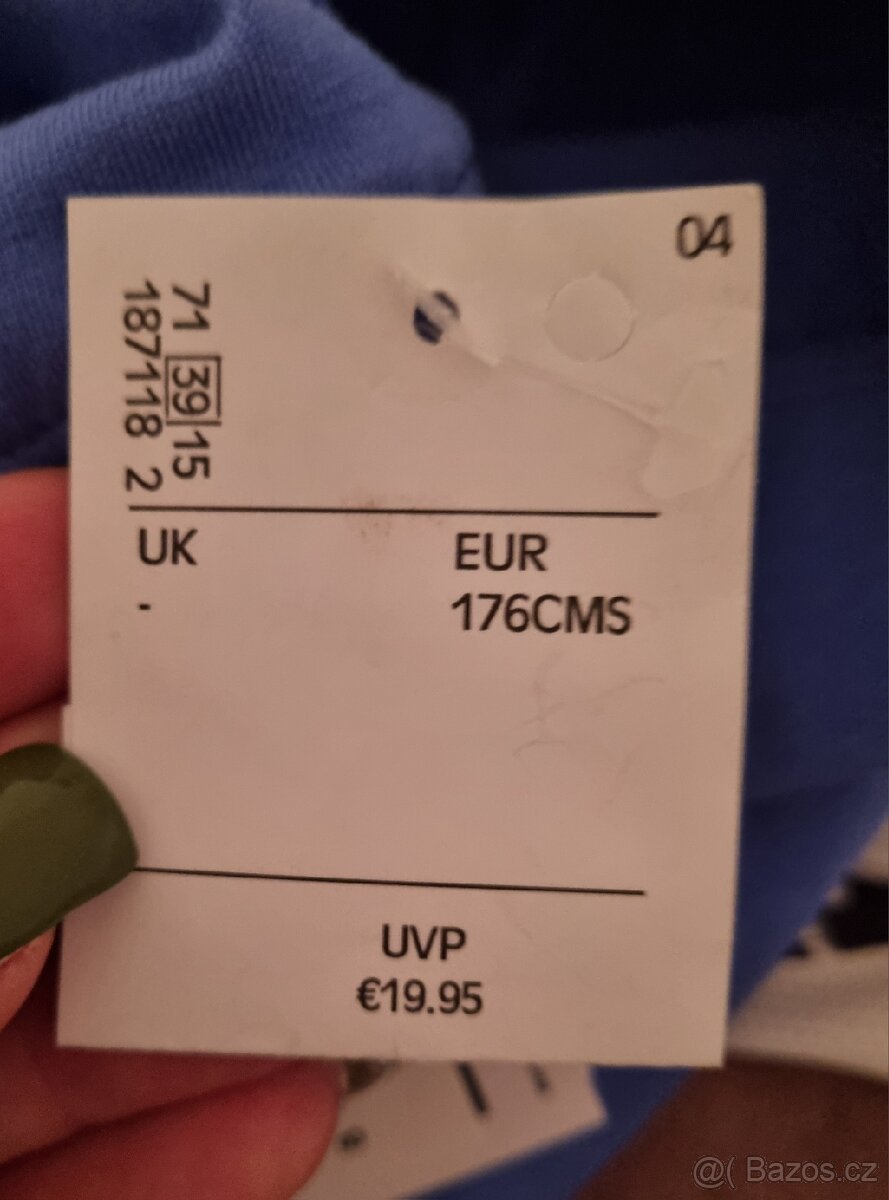 04
71 39 15
187118 2
UK
EUR
-
176CMS
UVP
€19.95
@( Bazos.cz